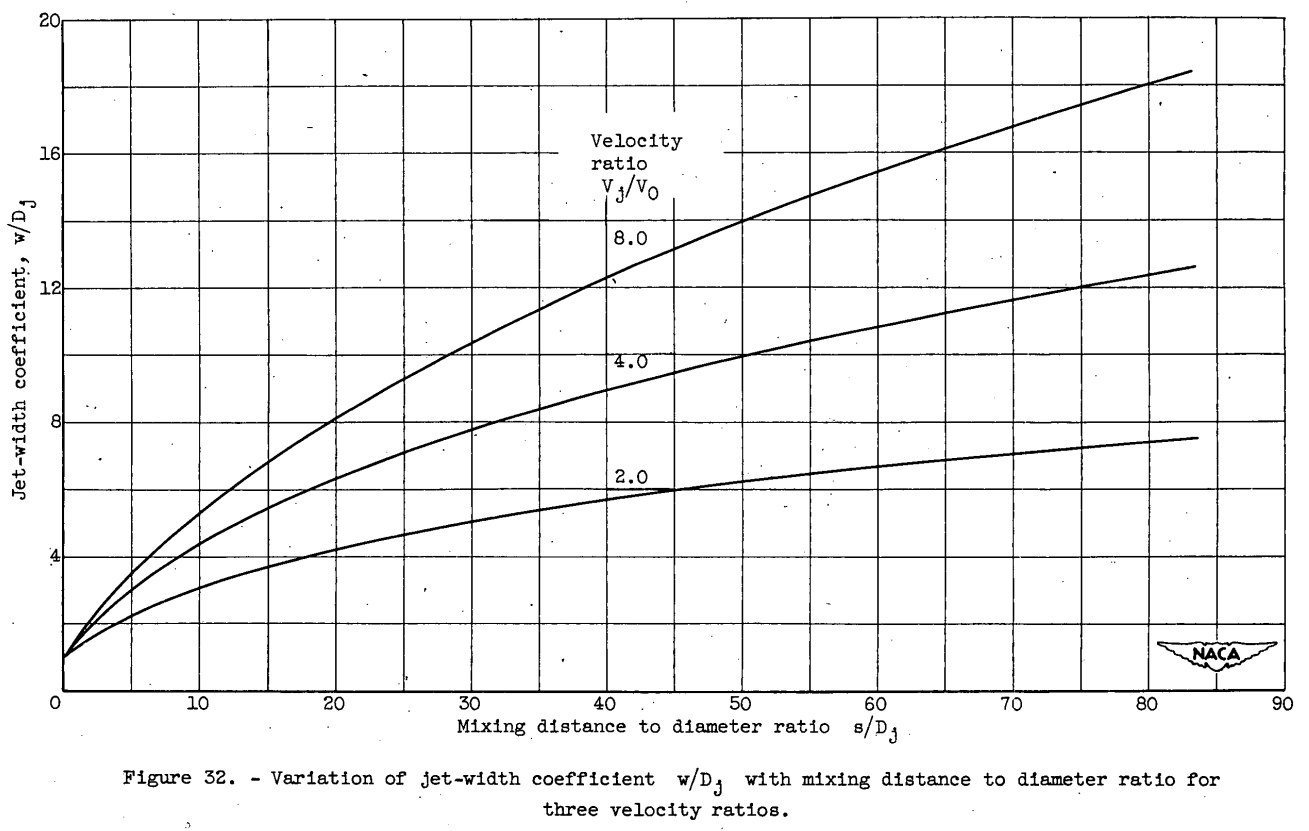 20
16
12
8
4
0
10
20
30
40
50
60
70
80
90
Jet-width coefficient, w/Dj
Velocity
ratio
Vj/V0
8.0
4.0
2.0
NACA
Mixing distance to diameter ratio s/Dj
Figure 32. - Variation of jet-width coefficient w/Dj with mixing distance to diameter ratio for
three velocity ratios.